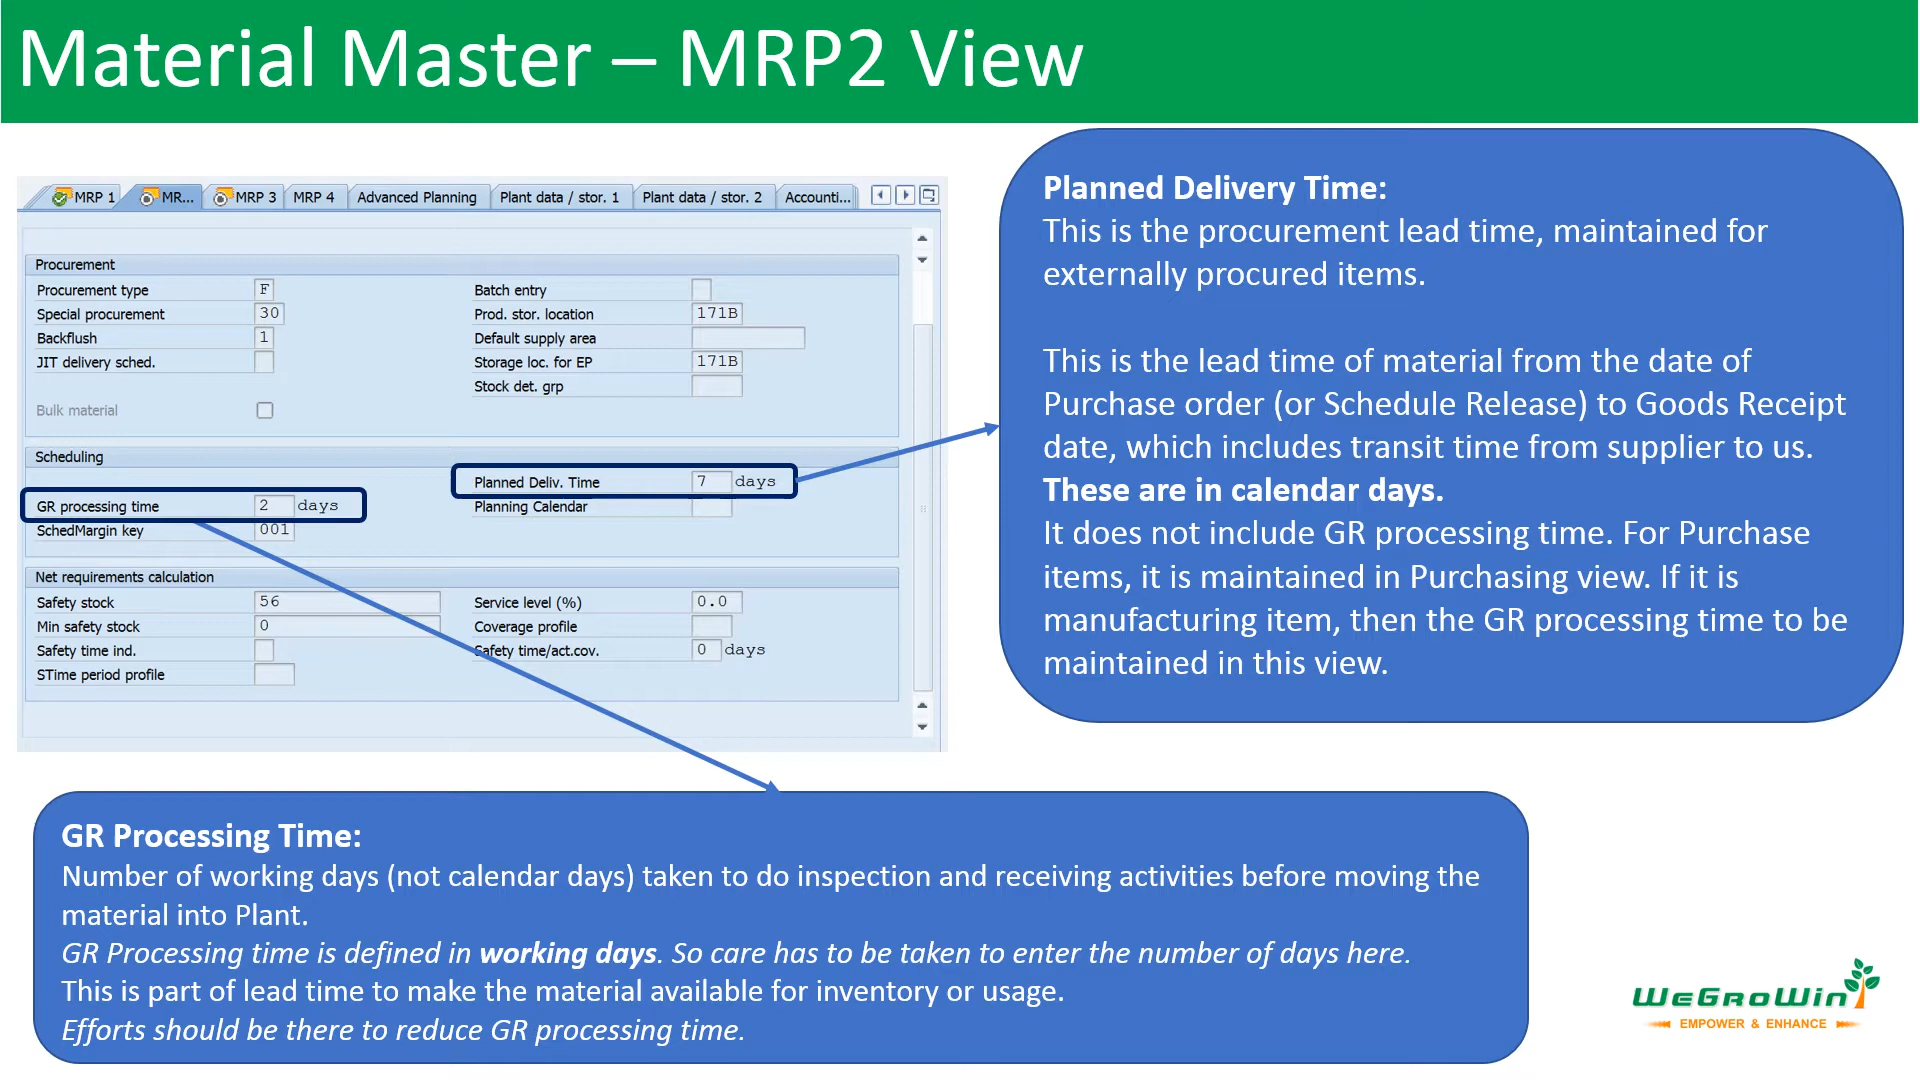 Material Master – MRP2 View
MRP 1
MR...
MRP 3
MRP 4
Advanced Planning
Plant data / stor. 1
Plant data / stor. 2
Accounti...
Procurement
Procurement type F
Batch entry
Special procurement 30
Prod. stor. location 171B
Backflush 1
Default supply area
JIT delivery sched.
Storage loc. for EP 171B
Stock det. grp
Bulk material
Scheduling
Planned Deliv. Time 7 days
GR processing time 2 days
Planning Calendar
SchedMargin key 001
Net requirements calculation
Safety stock 56
Service level (%) 0.0
Min safety stock 0
Coverage profile
Safety time ind.
Safety time/act.cov. 0 days
STime period profile
Planned Delivery Time:
This is the procurement lead time, maintained for
externally procured items.
This is the lead time of material from the date of
Purchase order (or Schedule Release) to Goods Receipt
date, which includes transit time from supplier to us.
These are in calendar days.
It does not include GR processing time. For Purchase
items, it is maintained in Purchasing view. If it is
manufacturing item, then the GR processing time to be
maintained in this view.
GR Processing Time:
Number of working days (not calendar days) taken to do inspection and receiving activities before moving the
material into Plant.
GR Processing time is defined in working days. So care has to be taken to enter the number of days here.
This is part of lead time to make the material available for inventory or usage.
Efforts should be there to reduce GR processing time.
WeGroWin
EMPOWER & ENHANCE